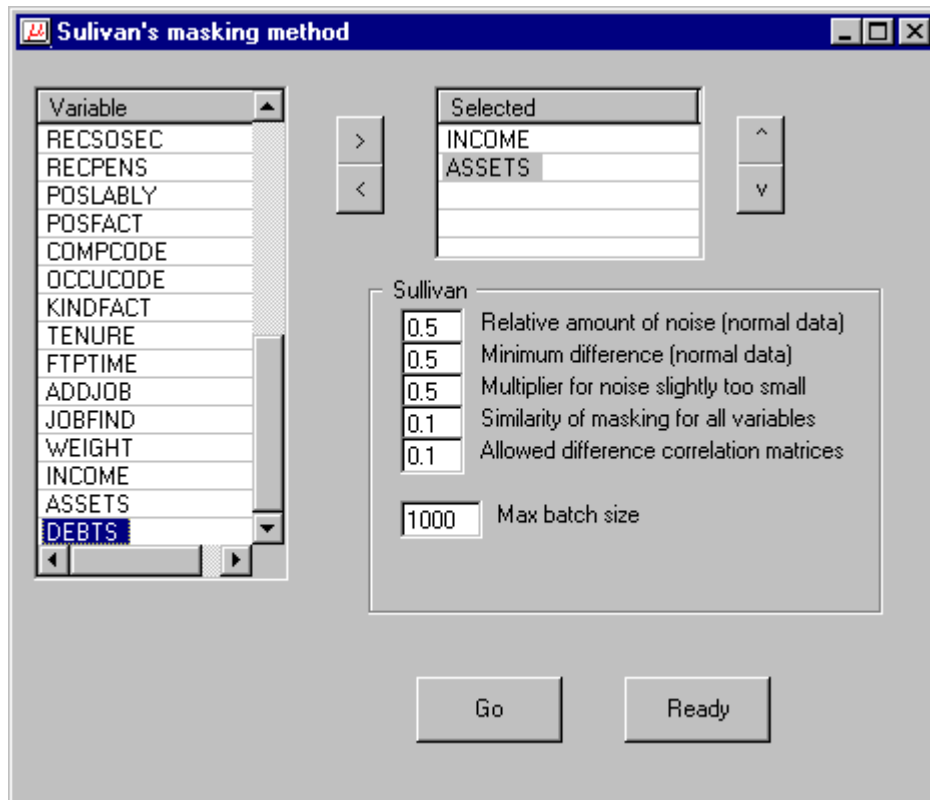 μ Sulivan's masking method
Variable
RECSOSEC
RECPENS
POSLABLY
POSFACT
COMPCODE
OCCUCODE
KINDFACT
TENURE
FTPTIME
ADDJOB
JOBFIND
WEIGHT
INCOME
ASSETS
DEBTS
>
<
Selected
INCOME
ASSETS
^
v
Sullivan
0.5 Relative amount of noise (normal data)
0.5 Minimum difference (normal data)
0.5 Multiplier for noise slightly too small
0.1 Similarity of masking for all variables
0.1 Allowed difference correlation matrices
1000 Max batch size
Go
Ready